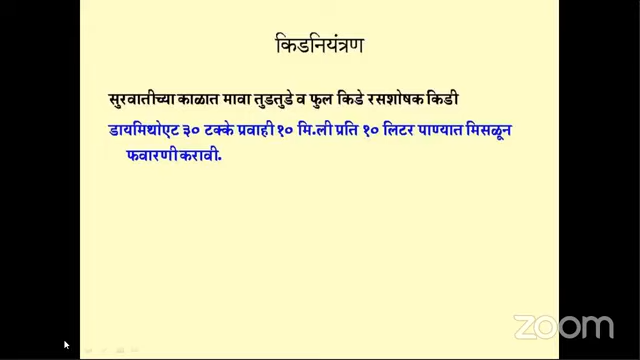 किडनियंत्रण
सुरवातीच्या काळात मावा तुडतुडे व फुल किडे रसशोषक किडी
डायमिथोएट ३० टक्के प्रवाही १० मि.ली प्रति १० लिटर पाण्यात मिसळून
फवारणी करावी.
zoom